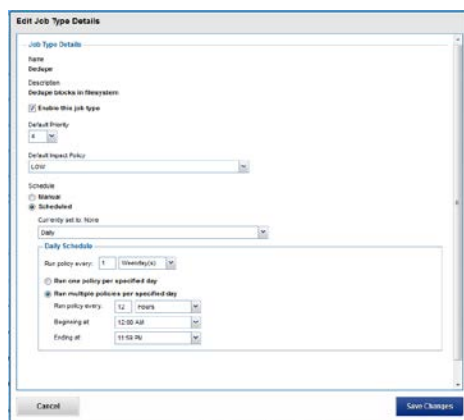 Edit Job Type Details
Job Type Details
Name
Dedupe
Description
Dedupe blocks in filesystem
Enable this job type
Default Priority
4
Default Impact Policy
LOW
Schedule
Manual
Scheduled
Currently set to: None
Daily
Daily Schedule
Run policy every: 1 Weekday(s)
Run one policy per specified day
Run multiple policies per specified day
Run policy every: 12 Hours
Beginning at 12:00 AM
Ending at 11:59 PM
Cancel Save Changes